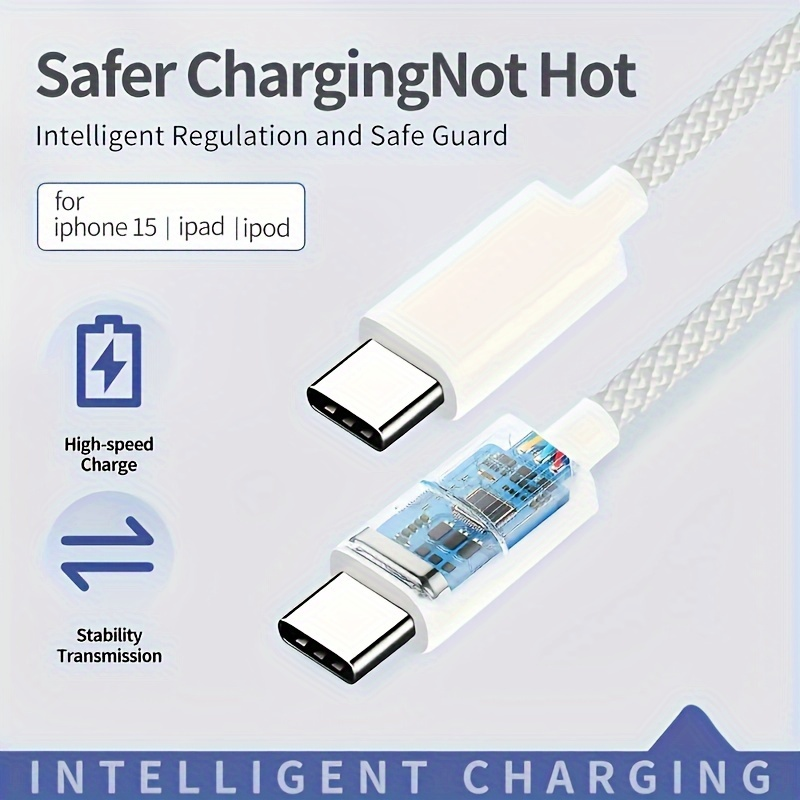 Safer ChargingNot Hot
Intelligent Regulation and Safe Guard
for
iphone 15 | ipad | ipod
High-speed
Charge
Stability
Transmission
INTELLIGENT CHARGING